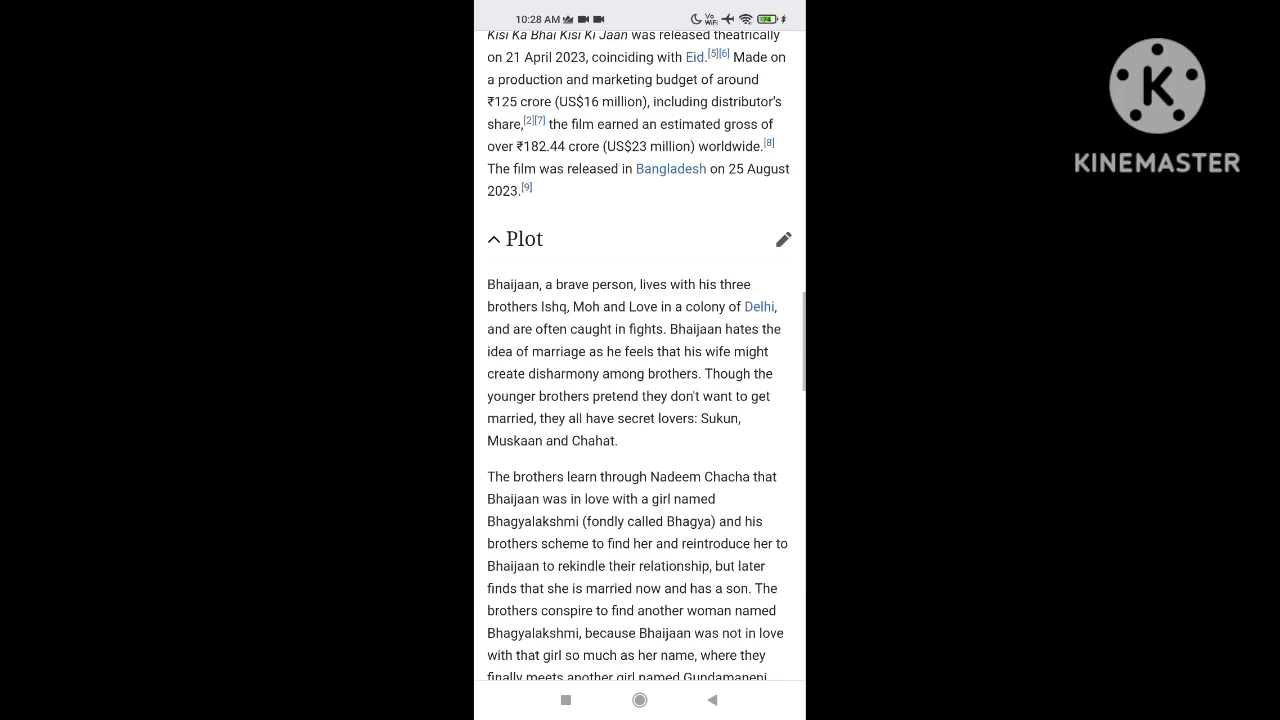 10:28 AM
Vo
WiFi
74
K
KINEMASTER
Kisi Ka Bhai Kisi Ki Jaan was released theatrically
on 21 April 2023, coinciding with Eid.[5][6] Made on
a production and marketing budget of around
₹125 crore (US$16 million), including distributor's
share,[2][7] the film earned an estimated gross of
over ₹182.44 crore (US$23 million) worldwide.[8]
The film was released in Bangladesh on 25 August
2023.[9]
Plot
Bhaijaan, a brave person, lives with his three
brothers Ishq, Moh and Love in a colony of Delhi,
and are often caught in fights. Bhaijaan hates the
idea of marriage as he feels that his wife might
create disharmony among brothers. Though the
younger brothers pretend they don't want to get
married, they all have secret lovers: Sukun,
Muskaan and Chahat.
The brothers learn through Nadeem Chacha that
Bhaijaan was in love with a girl named
Bhagyalakshmi (fondly called Bhagya) and his
brothers scheme to find her and reintroduce her to
Bhaijaan to rekindle their relationship, but later
finds that she is married now and has a son. The
brothers conspire to find another woman named
Bhagyalakshmi, because Bhaijaan was not in love
with that girl so much as her name, where they
finally meets another girl named Gundamaneni